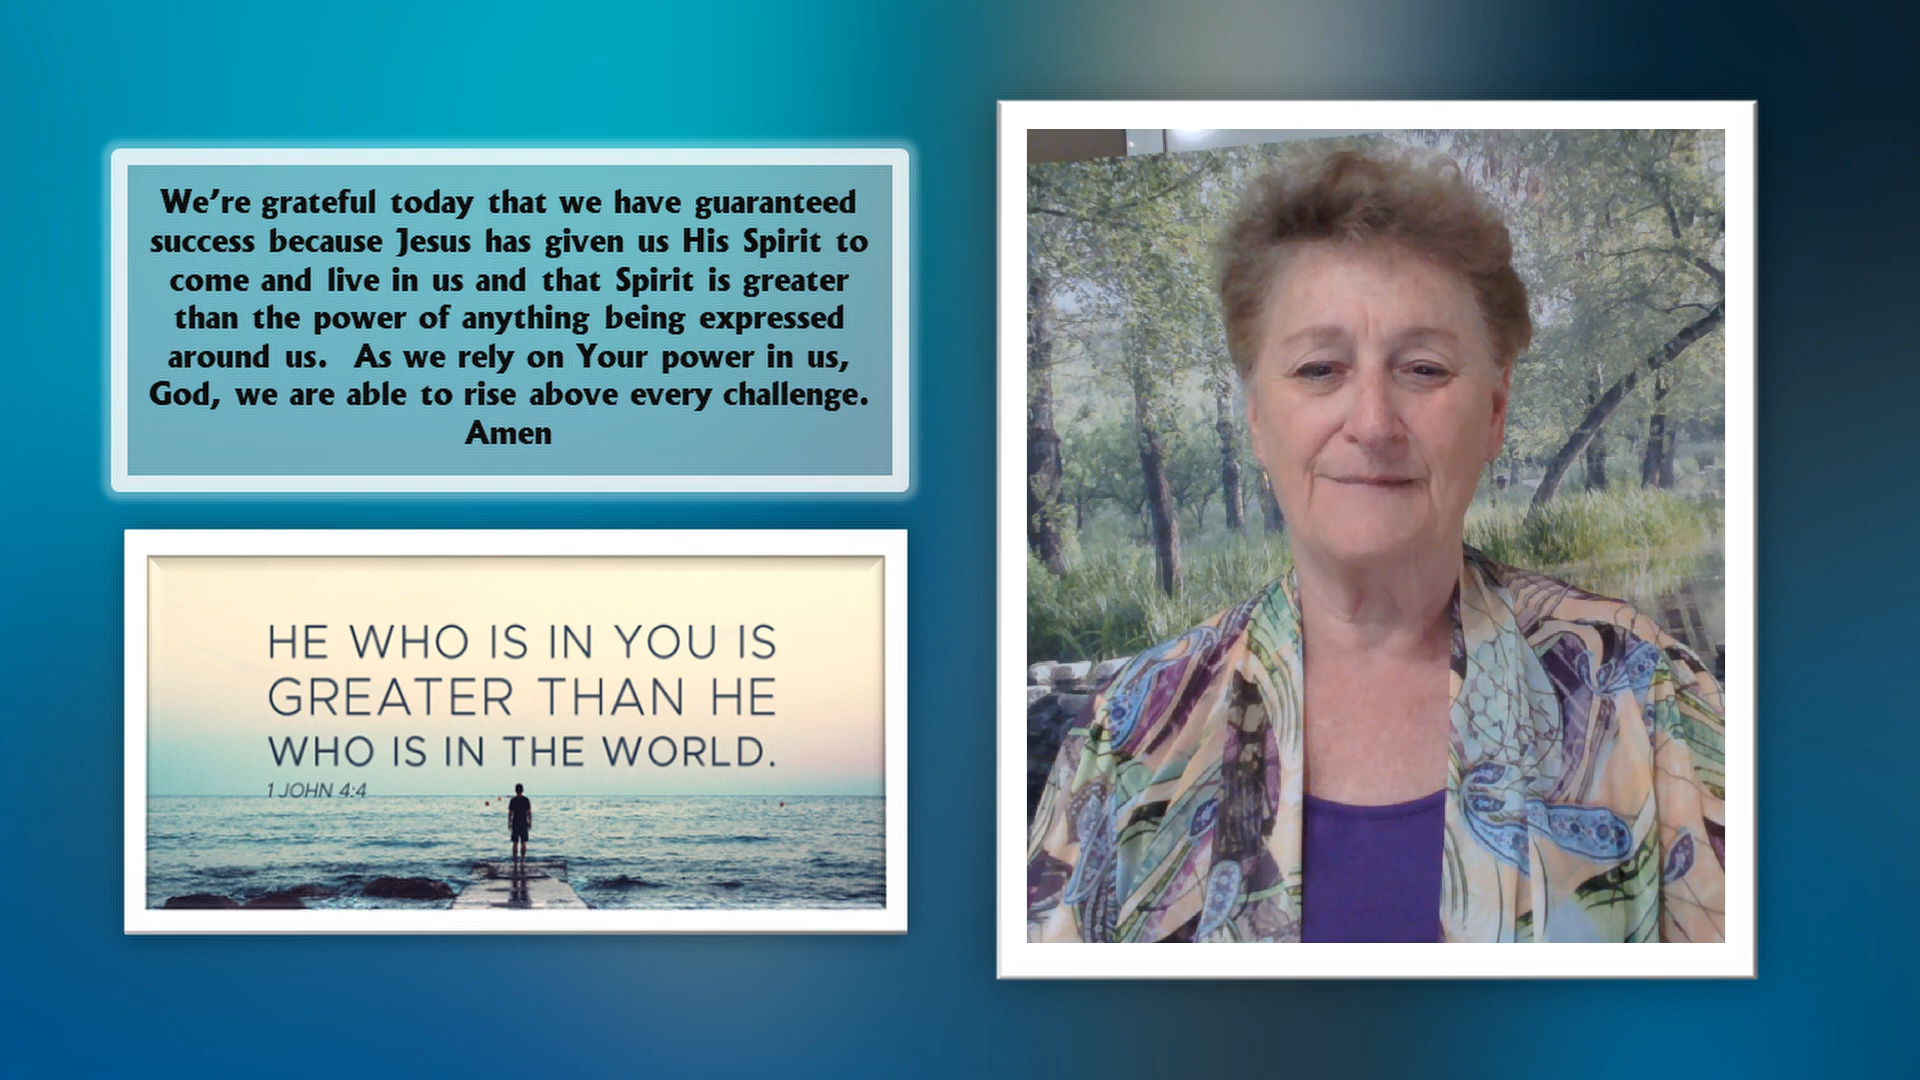 We're grateful today that we have guaranteed
success because Jesus has given us His Spirit to
come and live in us and that Spirit is greater
than the power of anything being expressed
around us.  As we rely on Your power in us,
God, we are able to rise above every challenge.
Amen
HE WHO IS IN YOU IS
GREATER THAN HE
WHO IS IN THE WORLD.
1 JOHN 4:4